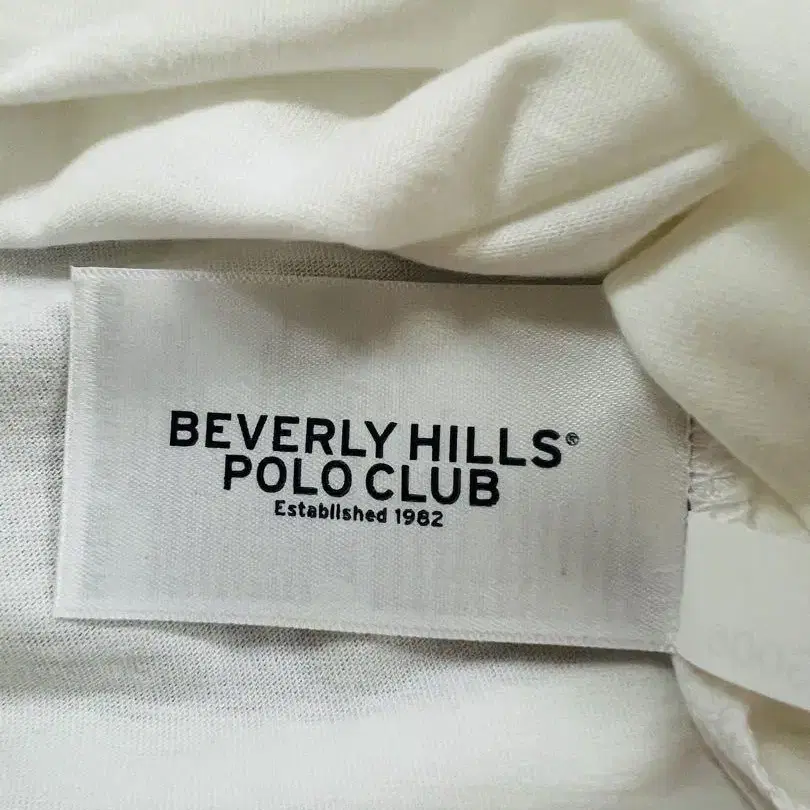 BEVERLY HILLS®
POLO CLUB
Established 1982